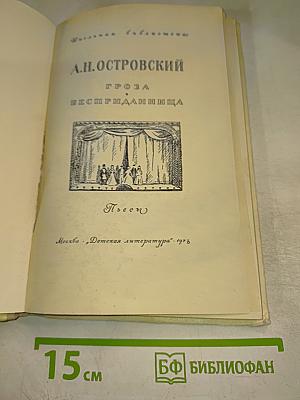 Школьная библиотека
А.Н.ОСТРОВСКИЙ
ГРОЗА
БЕСПРИДАННИЦА
Пьесы
Москва - „Детская литература" -
15 см
БФ БИБЛИОФАН